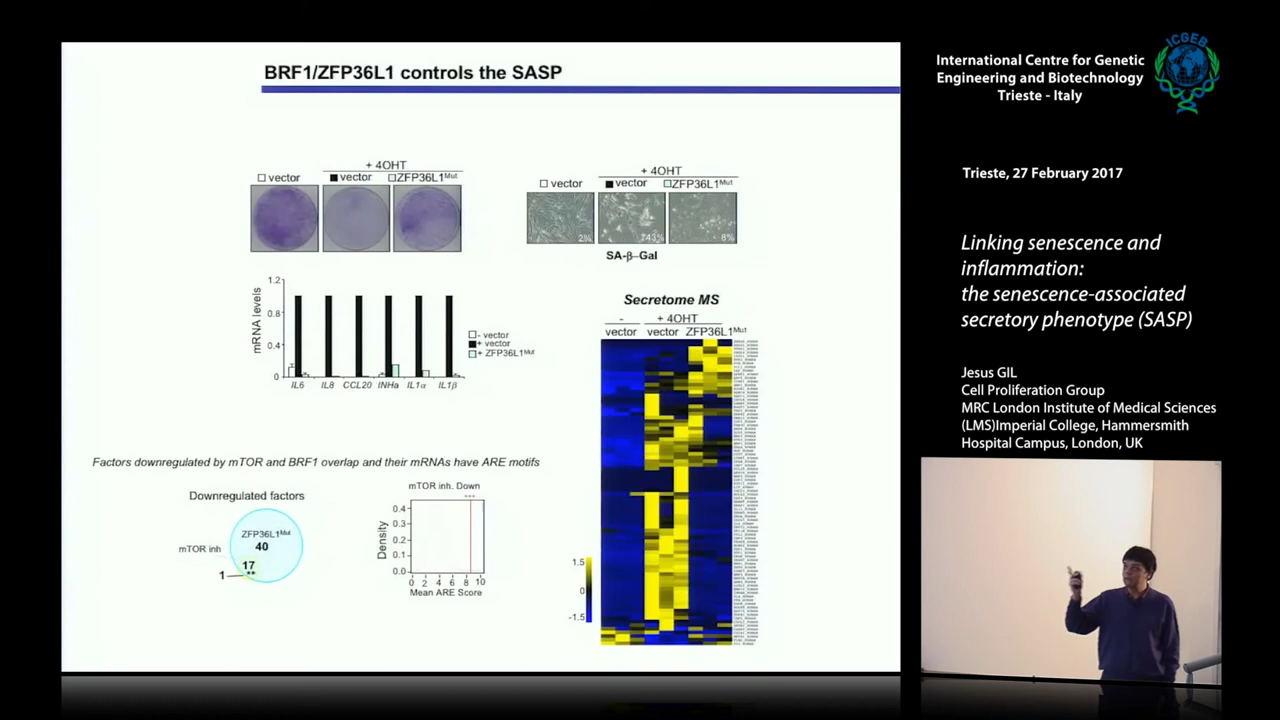 BRF1/ZFP36L1 controls the SASP
+ 4OHT
vector
vector
ZFP36L1Mut
+ 4OHT
vector
vector
ZFP36L1Mut
2%
43%
8%
SA-β-Gal
mRNA levels
1.2
0.8
0.4
0
IL6
IL8
CCL20
INHa
IL1α
IL1β
- vector
+ vector
+ ZFP36L1Mut
Secretome MS
-
+ 4OHT
vector
vector
ZFP36L1Mut
1.5
0
-1.5
Factors downregulated by mTOR and BRF1 overlap and their mRNAs have ARE motifs
Downregulated factors
ZFP36L1Mut
40
mTOR inh
17
**
1
mTOR inh. Down
---
Density
0.4
0.3
0.2
0.1
0.0
0 2 4 6 8 10
Mean ARE Score
International Centre for Genetic
Engineering and Biotechnology
Trieste - Italy
ICGEB
Trieste, 27 February 2017
Linking senescence and
inflammation:
the senescence-associated
secretory phenotype (SASP)
Jesus GIL
Cell Proliferation Group
MRC London Institute of Medical Sciences
(LMS)Imperial College, Hammersmith
Hospital Campus, London, UK